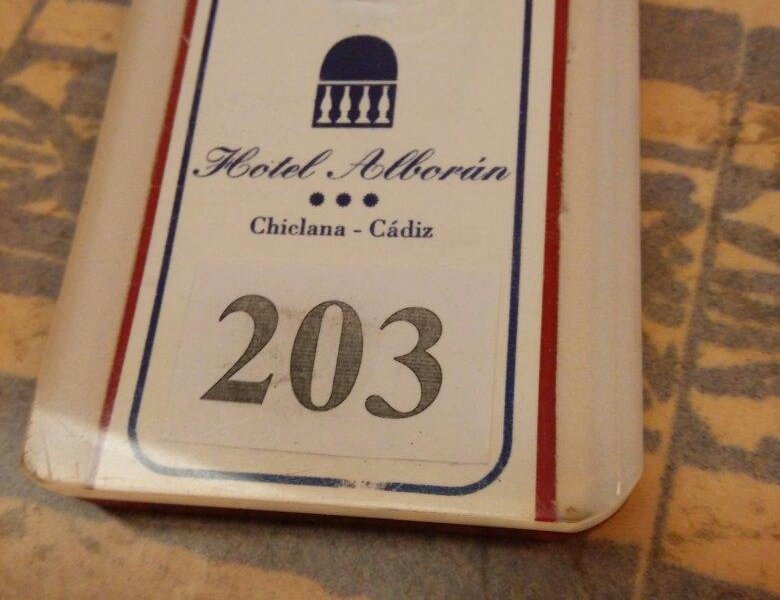 Hotel Alborán
Chiclana - Cádiz
203